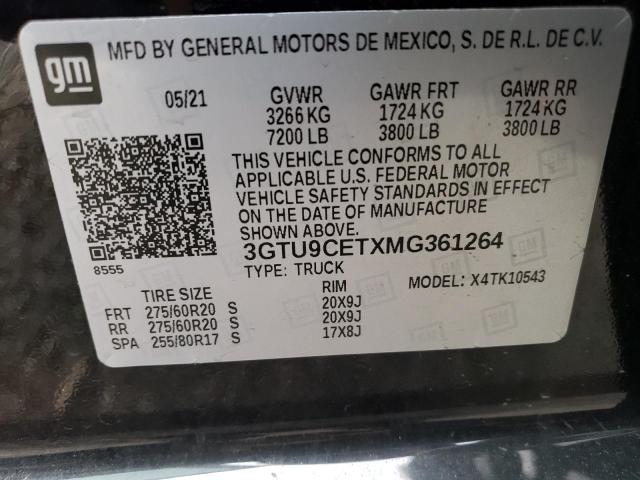 gm
MFD BY GENERAL MOTORS DE MEXICO, S. DE R.L. DE C.V.
05/21 GVWR GAWR FRT GAWR RR
3266 KG 1724 KG 1724 KG
7200 LB 3800 LB 3800 LB
THIS VEHICLE CONFORMS TO ALL
APPLICABLE U.S. FEDERAL MOTOR
VEHICLE SAFETY STANDARDS IN EFFECT
ON THE DATE OF MANUFACTURE
SHOWN ABOVE.
8555 3GTU9CETXMG361264
TYPE: TRUCK MODEL: X4TK10543
TIRE SIZE RIM
FRT 275/60R20 S 20X9J
RR 275/60R20 S 20X9J
SPA 255/80R17 S 17X8J